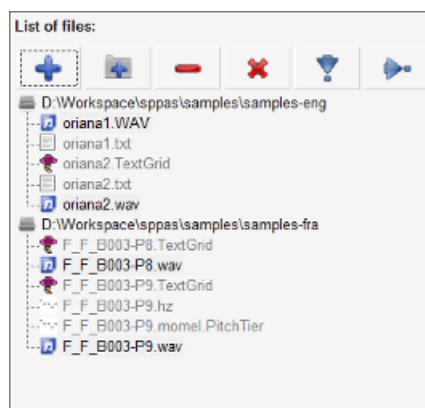 List of files:
D:\Workspace\sppas\samples\samples-eng
oriana1.WAV
oriana1.txt
oriana2.TextGrid
oriana2.txt
oriana2.wav
D:\Workspace\sppas\samples\samples-fra
F_F_B003-P8.TextGrid
F_F_B003-P8.wav
F_F_B003-P9.TextGrid
F_F_B003-P9.hz
F_F_B003-P9.momel.PitchTier
F_F_B003-P9.wav